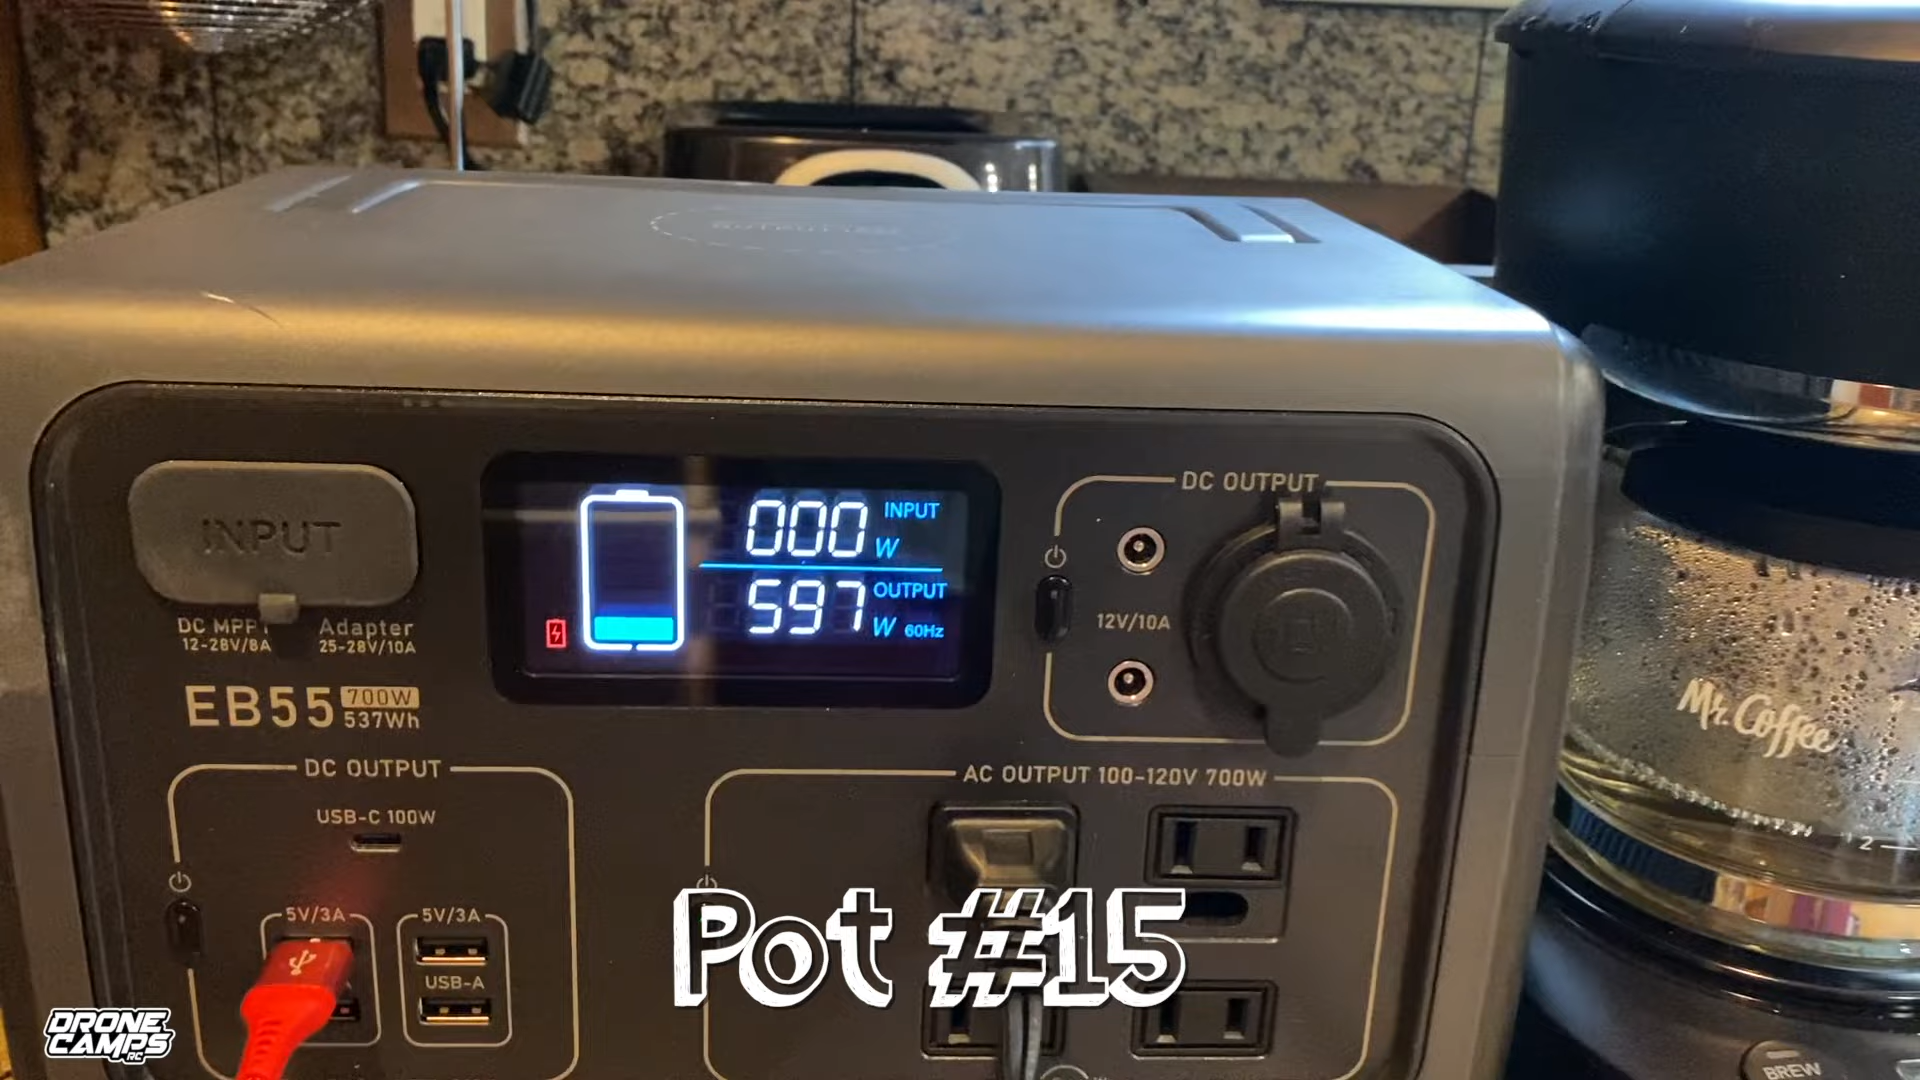 INPUT
DC MPPT
12-28V/8A
Adapter
25-28V/10A
EB55
700W
537Wh
000
INPUT
W
597
OUTPUT
W 60Hz
DC OUTPUT
12V/10A
DC OUTPUT
USB-C 100W
5V/3A
5V/3A
USB-A
AC OUTPUT 100-120V 700W
Mr. Coffee
2
BREW
Pot #15
DRONE
CAMPS
RC